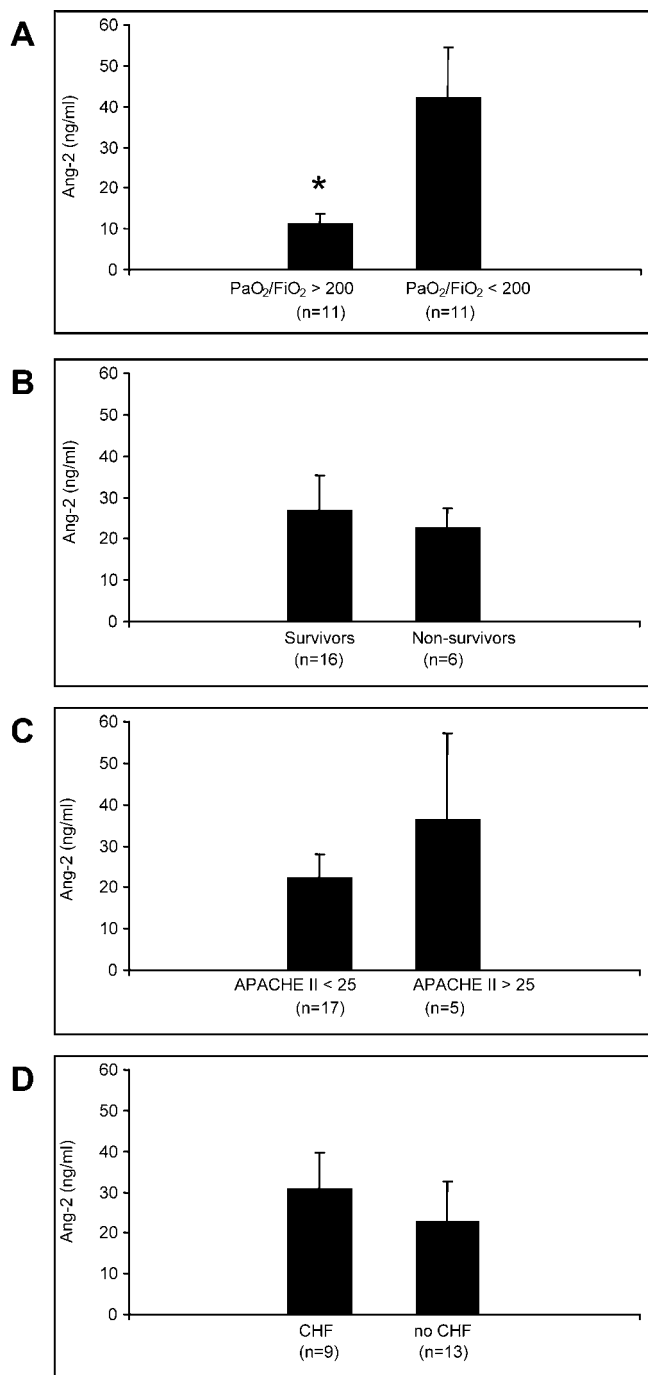 A
Ang-2 (ng/ml)
60
50
40
30
20
10
0
*
PaO₂/FiO₂ > 200
(n=11)
PaO₂/FiO₂ < 200
(n=11)
B
Ang-2 (ng/ml)
60
50
40
30
20
10
0
Survivors
(n=16)
Non-survivors
(n=6)
C
Ang-2 (ng/ml)
60
50
40
30
20
10
0
APACHE II < 25
(n=17)
APACHE II > 25
(n=5)
D
Ang-2 (ng/ml)
60
50
40
30
20
10
0
CHF
(n=9)
no CHF
(n=13)